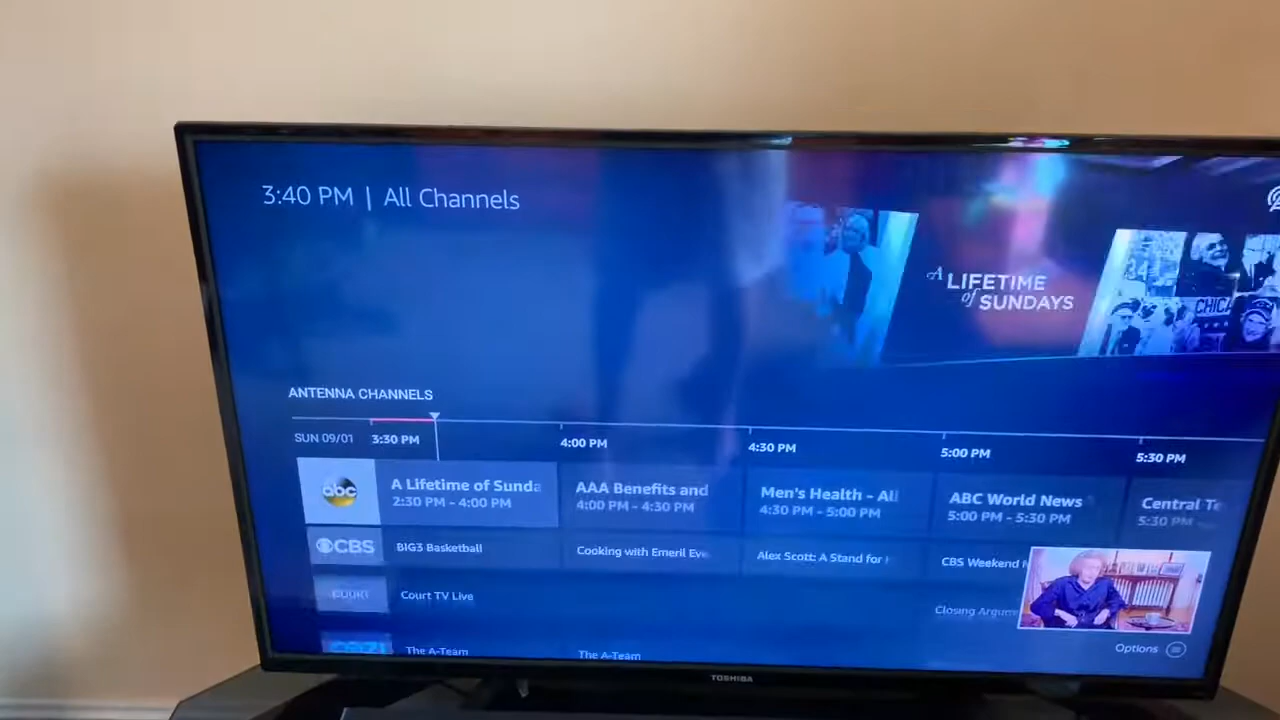 3:40 PM | All Channels
A LIFETIME
of SUNDAYS
34
CHICA
ANTENNA CHANNELS
SUN 09/01 3:30 PM 4:00 PM 4:30 PM 5:00 PM 5:30 PM
abc A Lifetime of Sunda AAA Benefits and Men's Health - All ABC World News Central Te
2:30 PM - 4:00 PM 4:00 PM - 4:30 PM 4:30 PM - 5:00 PM 5:00 PM - 5:30 PM 5:30 PM
CBS BIG3 Basketball Cooking with Emeril Eve Alex Scott: A Stand for CBS Weekend
COURT Court TV Live Closing Argum
The A-Team The A-Team
Options
TOSHIBA